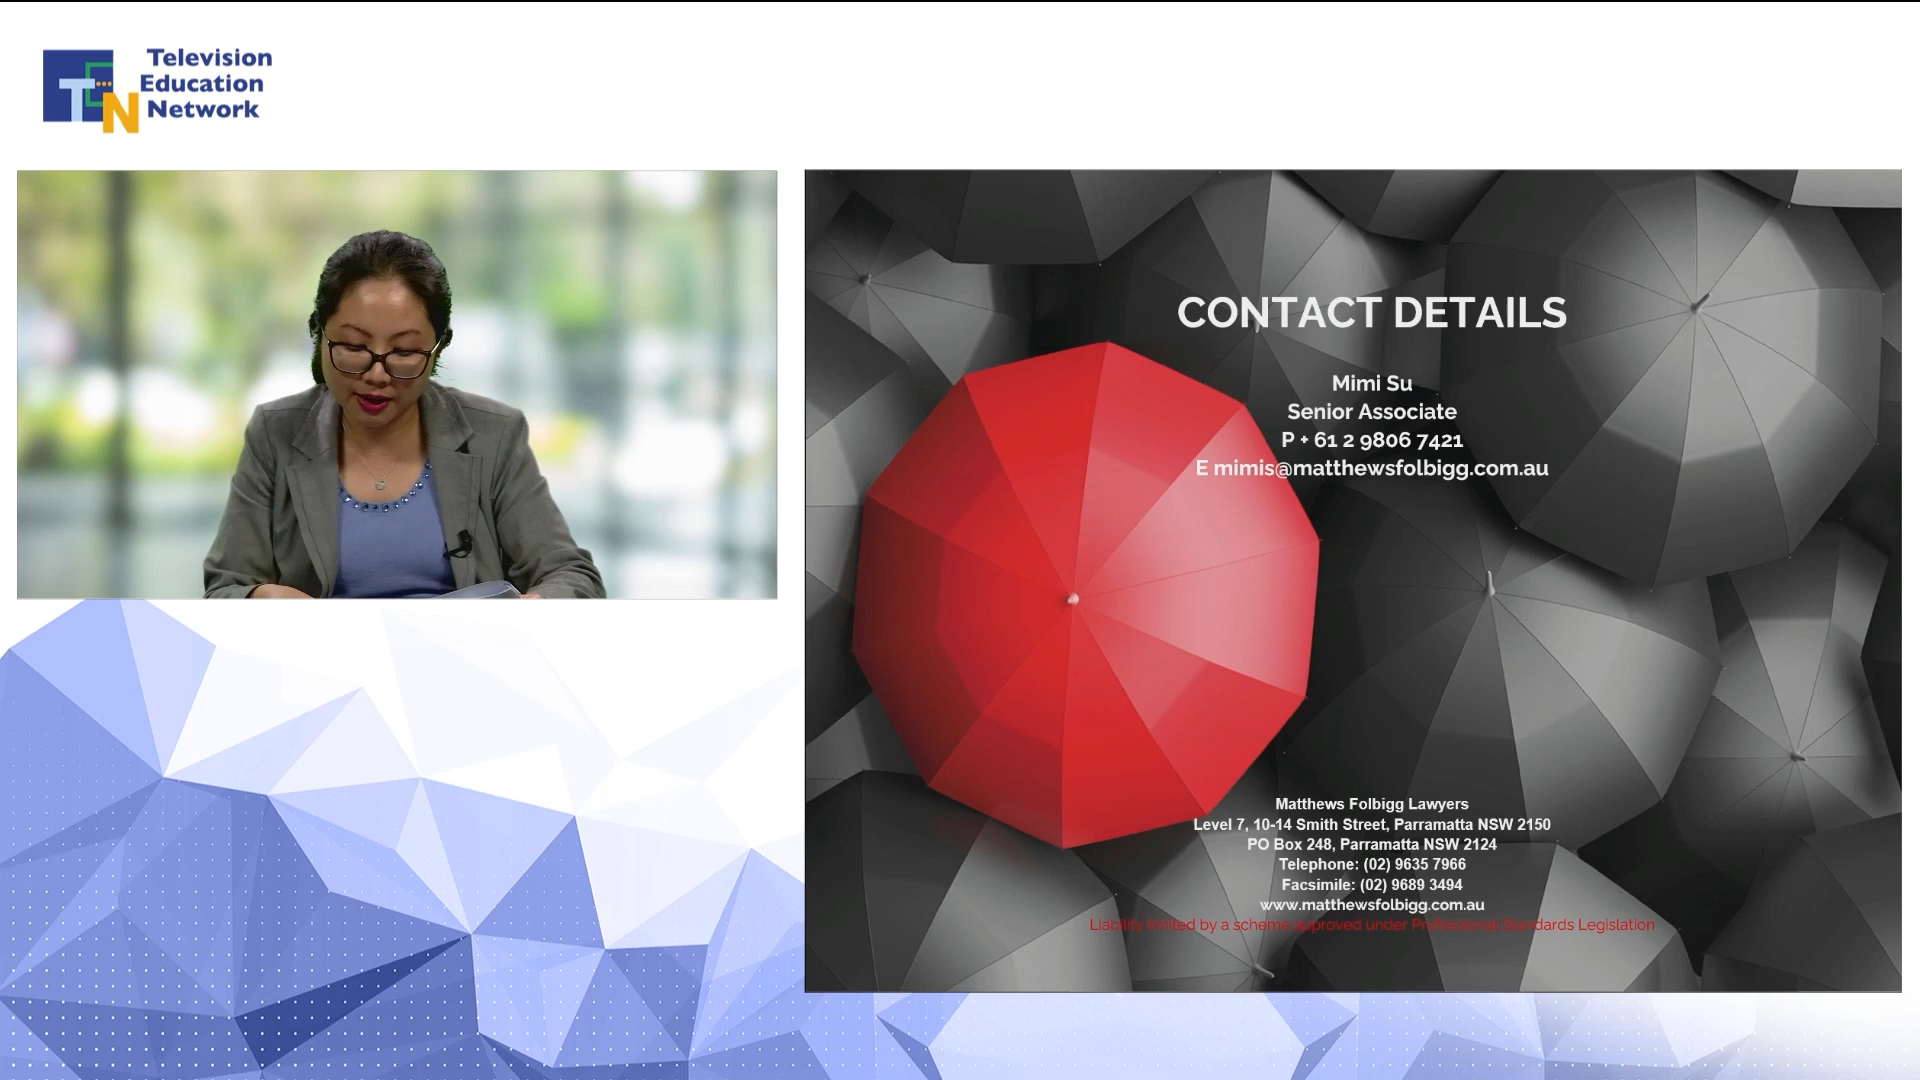 Television
Education
Network
TEN
CONTACT DETAILS
Mimi Su
Senior Associate
P + 61 2 9806 7421
E mimis@matthewsfolbigg.com.au
Matthews Folbigg Lawyers
Level 7, 10-14 Smith Street, Parramatta NSW 2150
PO Box 248, Parramatta NSW 2124
Telephone: (02) 9635 7966
Facsimile: (02) 9689 3494
www.matthewsfolbigg.com.au
Liability limited by a scheme approved under Professional Standards Legislation